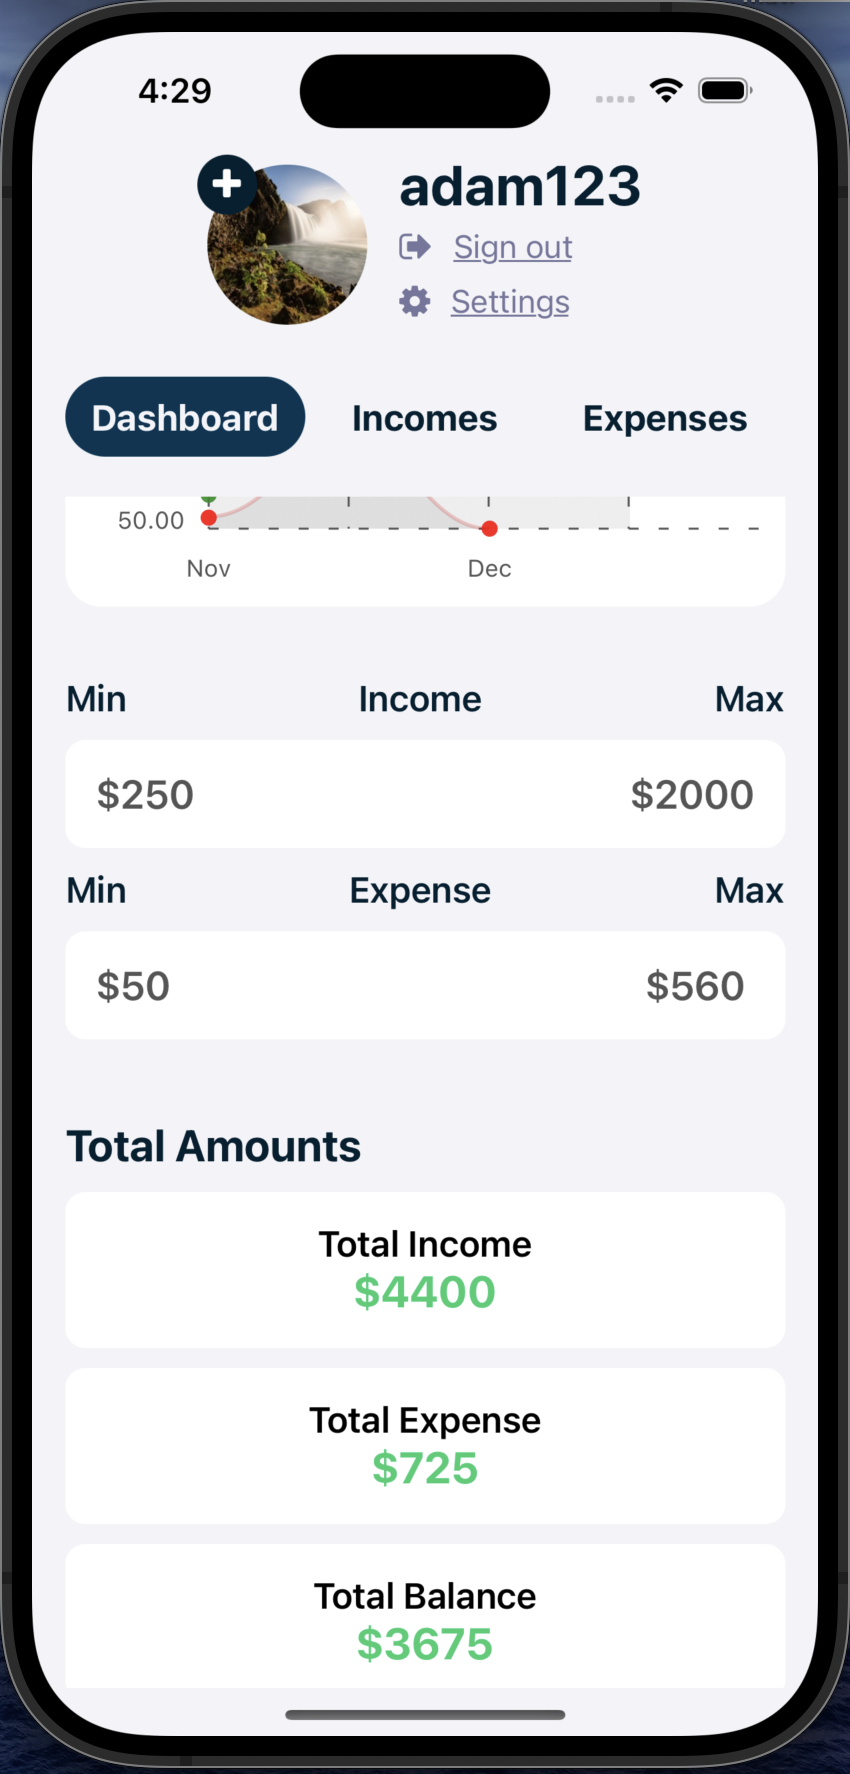 4:29
adam123
Sign out
Settings
Dashboard Incomes Expenses
50.00
Nov Dec
Min Income Max
$250 $2000
Min Expense Max
$50 $560
Total Amounts
Total Income
$4400
Total Expense
$725
Total Balance
$3675